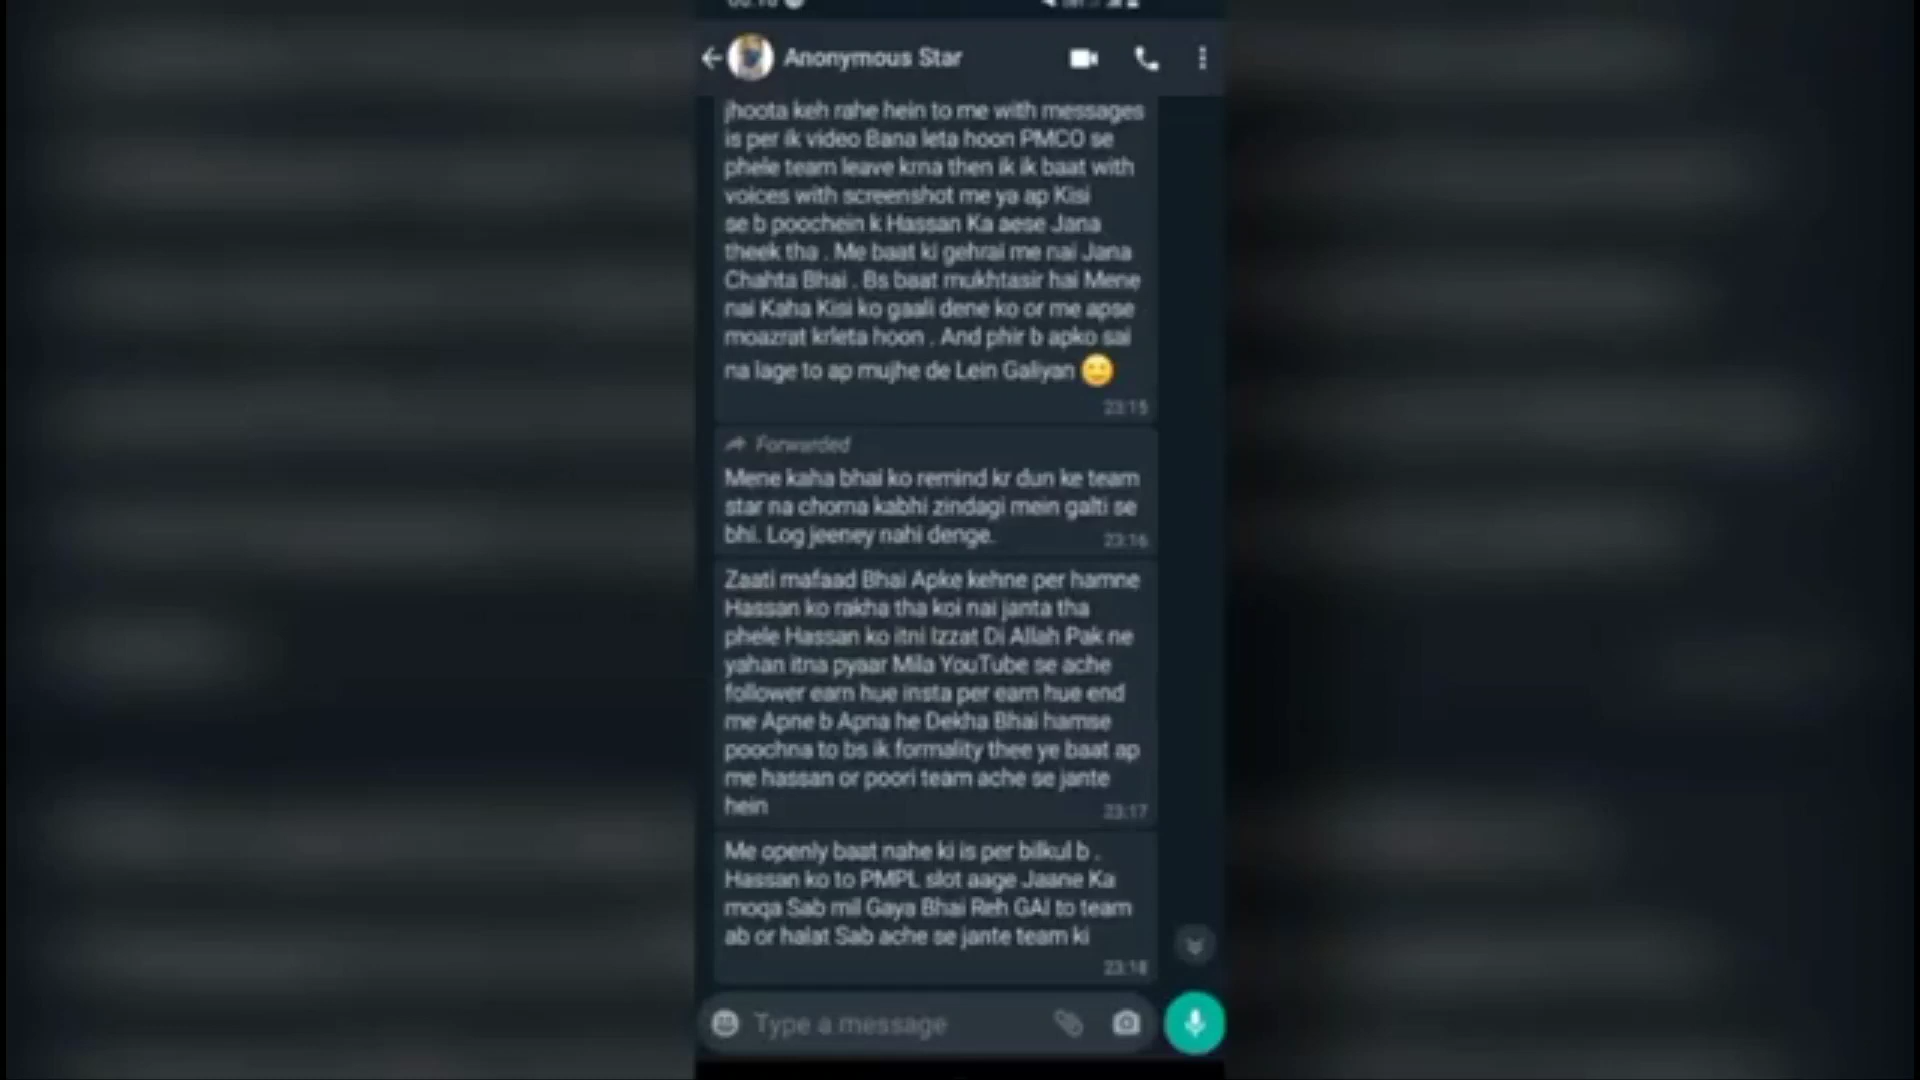 Anonymous Star
jhoota keh rahe hein to me with messages
is per ik video Bana leta hoon PMCO se
phele team leave krna then ik ik baat with
voices with screenshot me ya ap Kisi
se b poochein k Hassan Ka aese Jana
theek tha . Me baat ki gehrai me nai Jana
Chahta Bhai . Bs baat mukhtasir hai Mene
nai Kaha Kisi ko gaali dene ko or me apse
moazrat krleta hoon . And phir b apko sai
na lage to ap mujhe de Lein Galiyan
23:15
Forwarded
Mene kaha bhai ko remind kr dun ke team
star na chorna kabhi zindagi mein galti se
bhi. Log jeeney nahi denge.
23:16
Zaati mafaad Bhai Apke kehne per hamne
Hassan ko rakha tha koi nai janta tha
phele Hassan ko itni Izzat Di Allah Pak ne
yahan itna pyaar Mila YouTube se ache
follower earn hue insta per earn hue end
me Apne b Apna he Dekha Bhai hamse
poochna to bs ik formality thee ye baat ap
me hassan or poori team ache se jante
hein
23:17
Me openly baat nahe ki is per bilkul b .
Hassan ko to PMPL slot aage Jaane Ka
moqa Sab mil Gaya Bhai Reh GAI to team
ab or halat Sab ache se jante team ki
23:18
Type a message